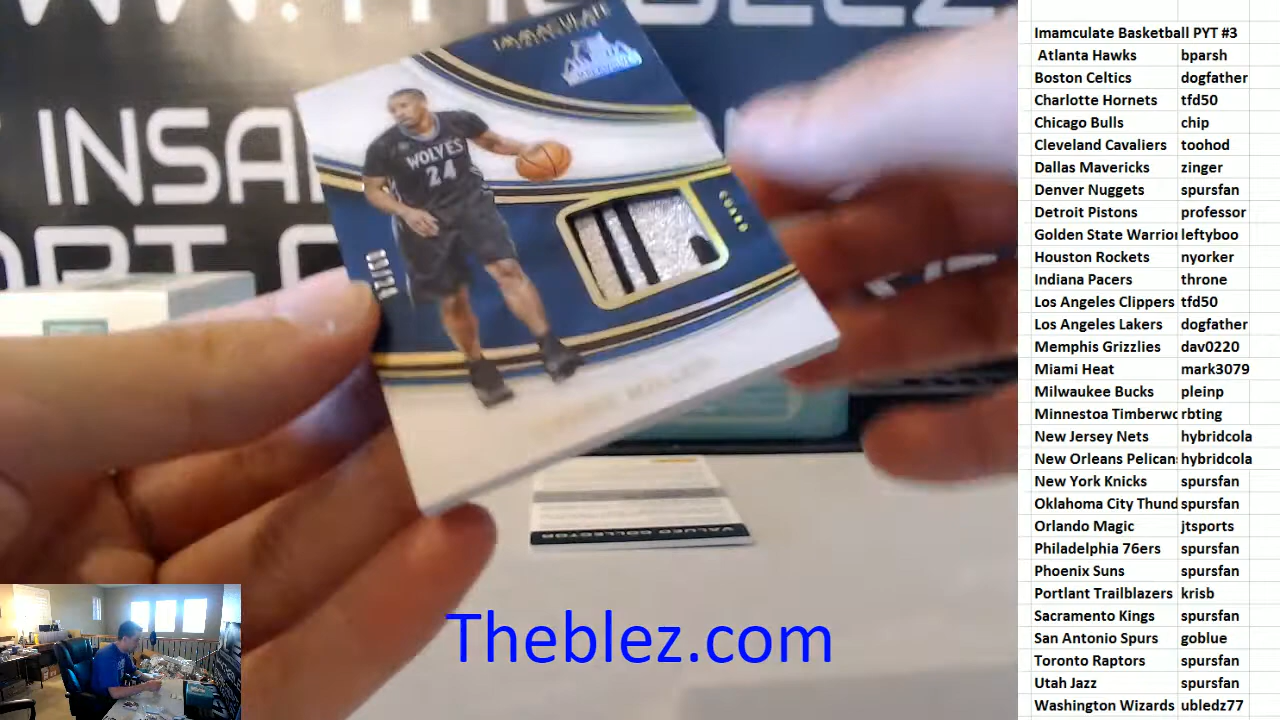 IMMACULATE
WOLVES
24
GUARD
VALUED COLLECTOR
Theblez.com
Imamculate Basketball PYT #3
Atlanta Hawks bparsh
Boston Celtics dogfather
Charlotte Hornets tfd50
Chicago Bulls chip
Cleveland Cavaliers toohod
Dallas Mavericks zinger
Denver Nuggets spursfan
Detroit Pistons professor
Golden State Warrior leftyboo
Houston Rockets nyorker
Indiana Pacers throne
Los Angeles Clippers tfd50
Los Angeles Lakers dogfather
Memphis Grizzlies dav0220
Miami Heat mark3079
Milwaukee Bucks pleinp
Minnestoa Timberwo rbting
New Jersey Nets hybridcola
New Orleans Pelican hybridcola
New York Knicks spursfan
Oklahoma City Thund spursfan
Orlando Magic jtsports
Philadelphia 76ers spursfan
Phoenix Suns spursfan
Portlant Trailblazers krisb
Sacramento Kings spursfan
San Antonio Spurs goblue
Toronto Raptors spursfan
Utah Jazz spursfan
Washington Wizards ubledz77